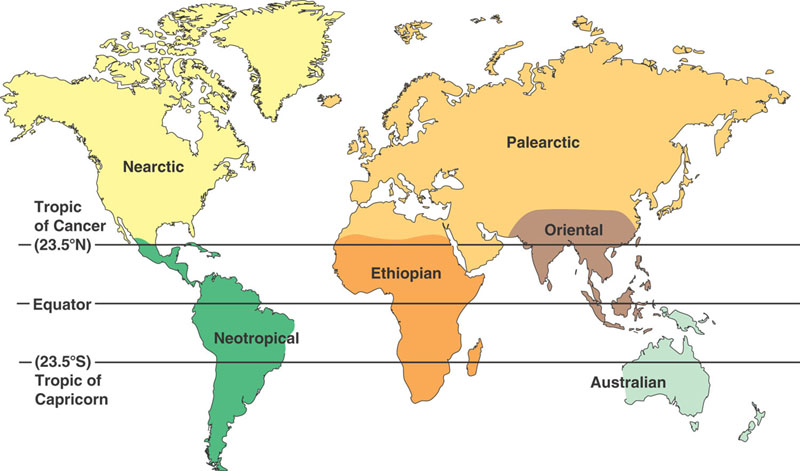 Nearctic
Palearctic
Tropic
of Cancer
(23.5°N)
Oriental
Ethiopian
Equator
Neotropical
(23.5°S)
Tropic of
Capricorn
Australian